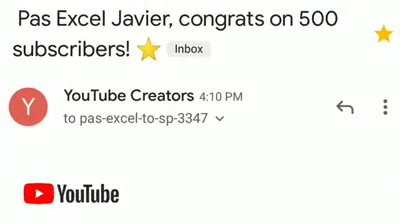 Pas Excel Javier, congrats on 500
subscribers! ⭐ Inbox
Y
YouTube Creators 4:10 PM
to pas-excel-to-sp-3347
YouTube